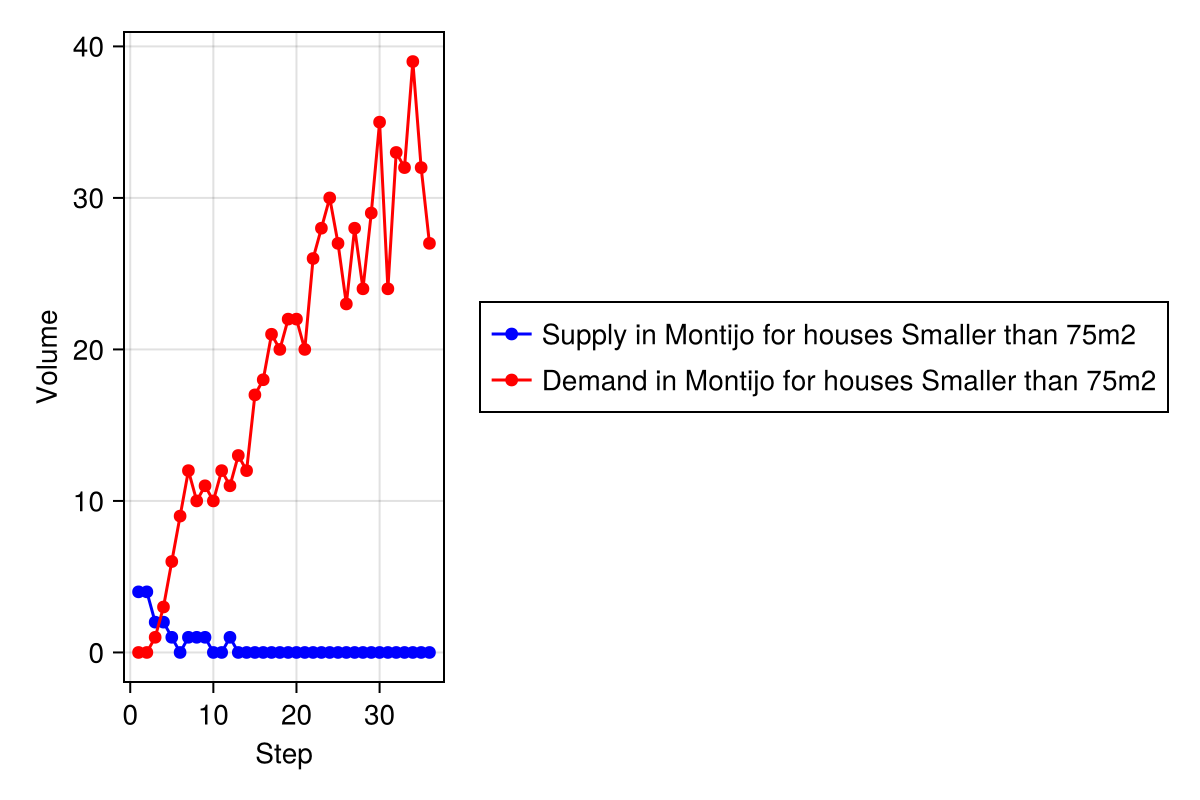 40
30
20
10
0
Volume
0 10 20 30
Step
Supply in Montijo for houses Smaller than 75m2
Demand in Montijo for houses Smaller than 75m2